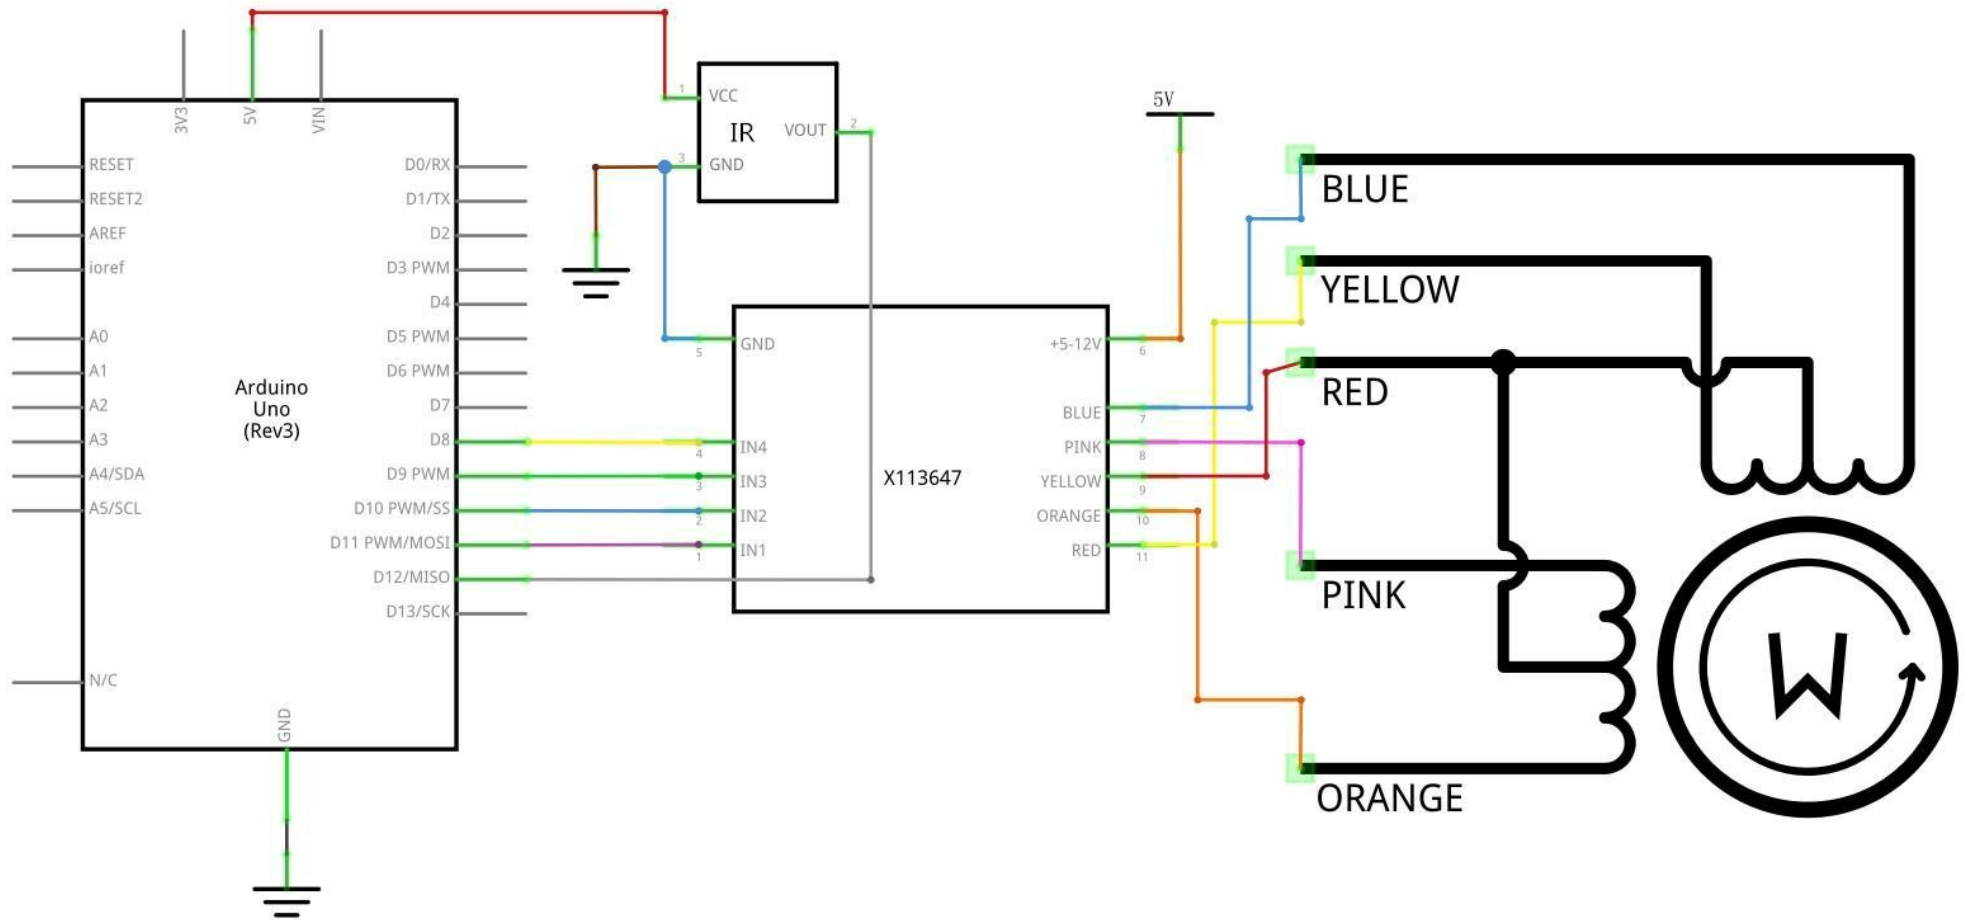 3V3
5V
VIN
RESET
RESET2
AREF
ioref
A0
A1
A2
A3
A4/SDA
A5/SCL
N/C
Arduino
Uno
(Rev3)
D0/RX
D1/TX
D2
D3 PWM
D4
D5 PWM
D6 PWM
D7
D8
D9 PWM
D10 PWM/SS
D11 PWM/MOSI
D12/MISO
D13/SCK
GND
1
VCC
IR
VOUT
2
3
GND
5
GND
4
IN4
3
IN3
2
IN2
1
IN1
X113647
5V
+5-12V
6
BLUE
7
PINK
8
YELLOW
9
ORANGE
10
RED
11
BLUE
YELLOW
RED
PINK
ORANGE